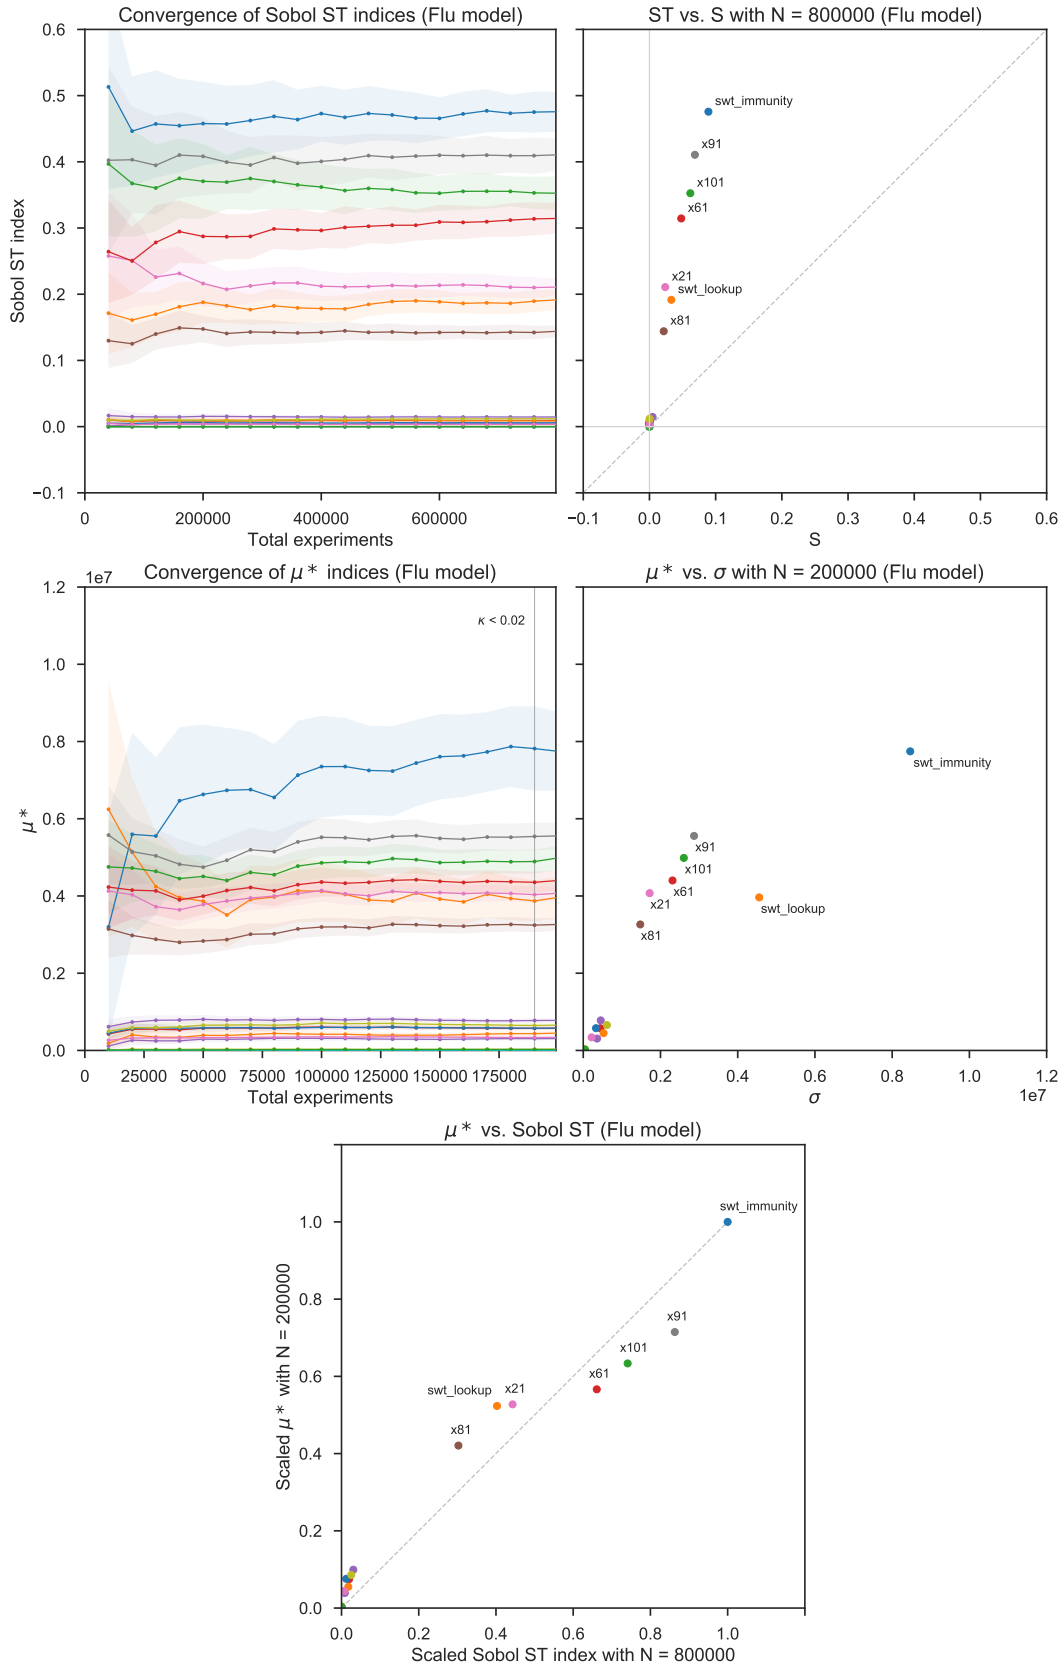 Convergence of Sobol ST indices (Flu model)
0.6
0.5
0.4
0.3
0.2
0.1
0.0
−0.1
Sobol ST index
0
200000
400000
600000
Total experiments
ST vs. S with N = 800000 (Flu model)
swt_immunity
x91
x101
x61
x21
swt_lookup
x81
−0.1
0.0
0.1
0.2
0.3
0.4
0.5
0.6
S
Convergence of μ* indices (Flu model)
1e7
1.2
1.0
0.8
0.6
0.4
0.2
0.0
μ*
κ < 0.02
0
25000
50000
75000
100000
125000
150000
175000
Total experiments
μ* vs. σ with N = 200000 (Flu model)
swt_immunity
x91
x101
x61
x21
swt_lookup
x81
0.0
0.2
0.4
0.6
0.8
1.0
1.2
1e7
σ
μ* vs. Sobol ST (Flu model)
swt_immunity
x91
x101
x61
swt_lookup
x21
x81
1.0
0.8
0.6
0.4
0.2
0.0
Scaled μ* with N = 200000
0.0
0.2
0.4
0.6
0.8
1.0
Scaled Sobol ST index with N = 800000